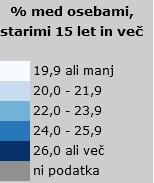 % med osebami,
starimi 15 let in več
19,9 ali manj
20,0 - 21,9
22,0 - 23,9
24,0 - 25,9
26,0 ali več
ni podatka